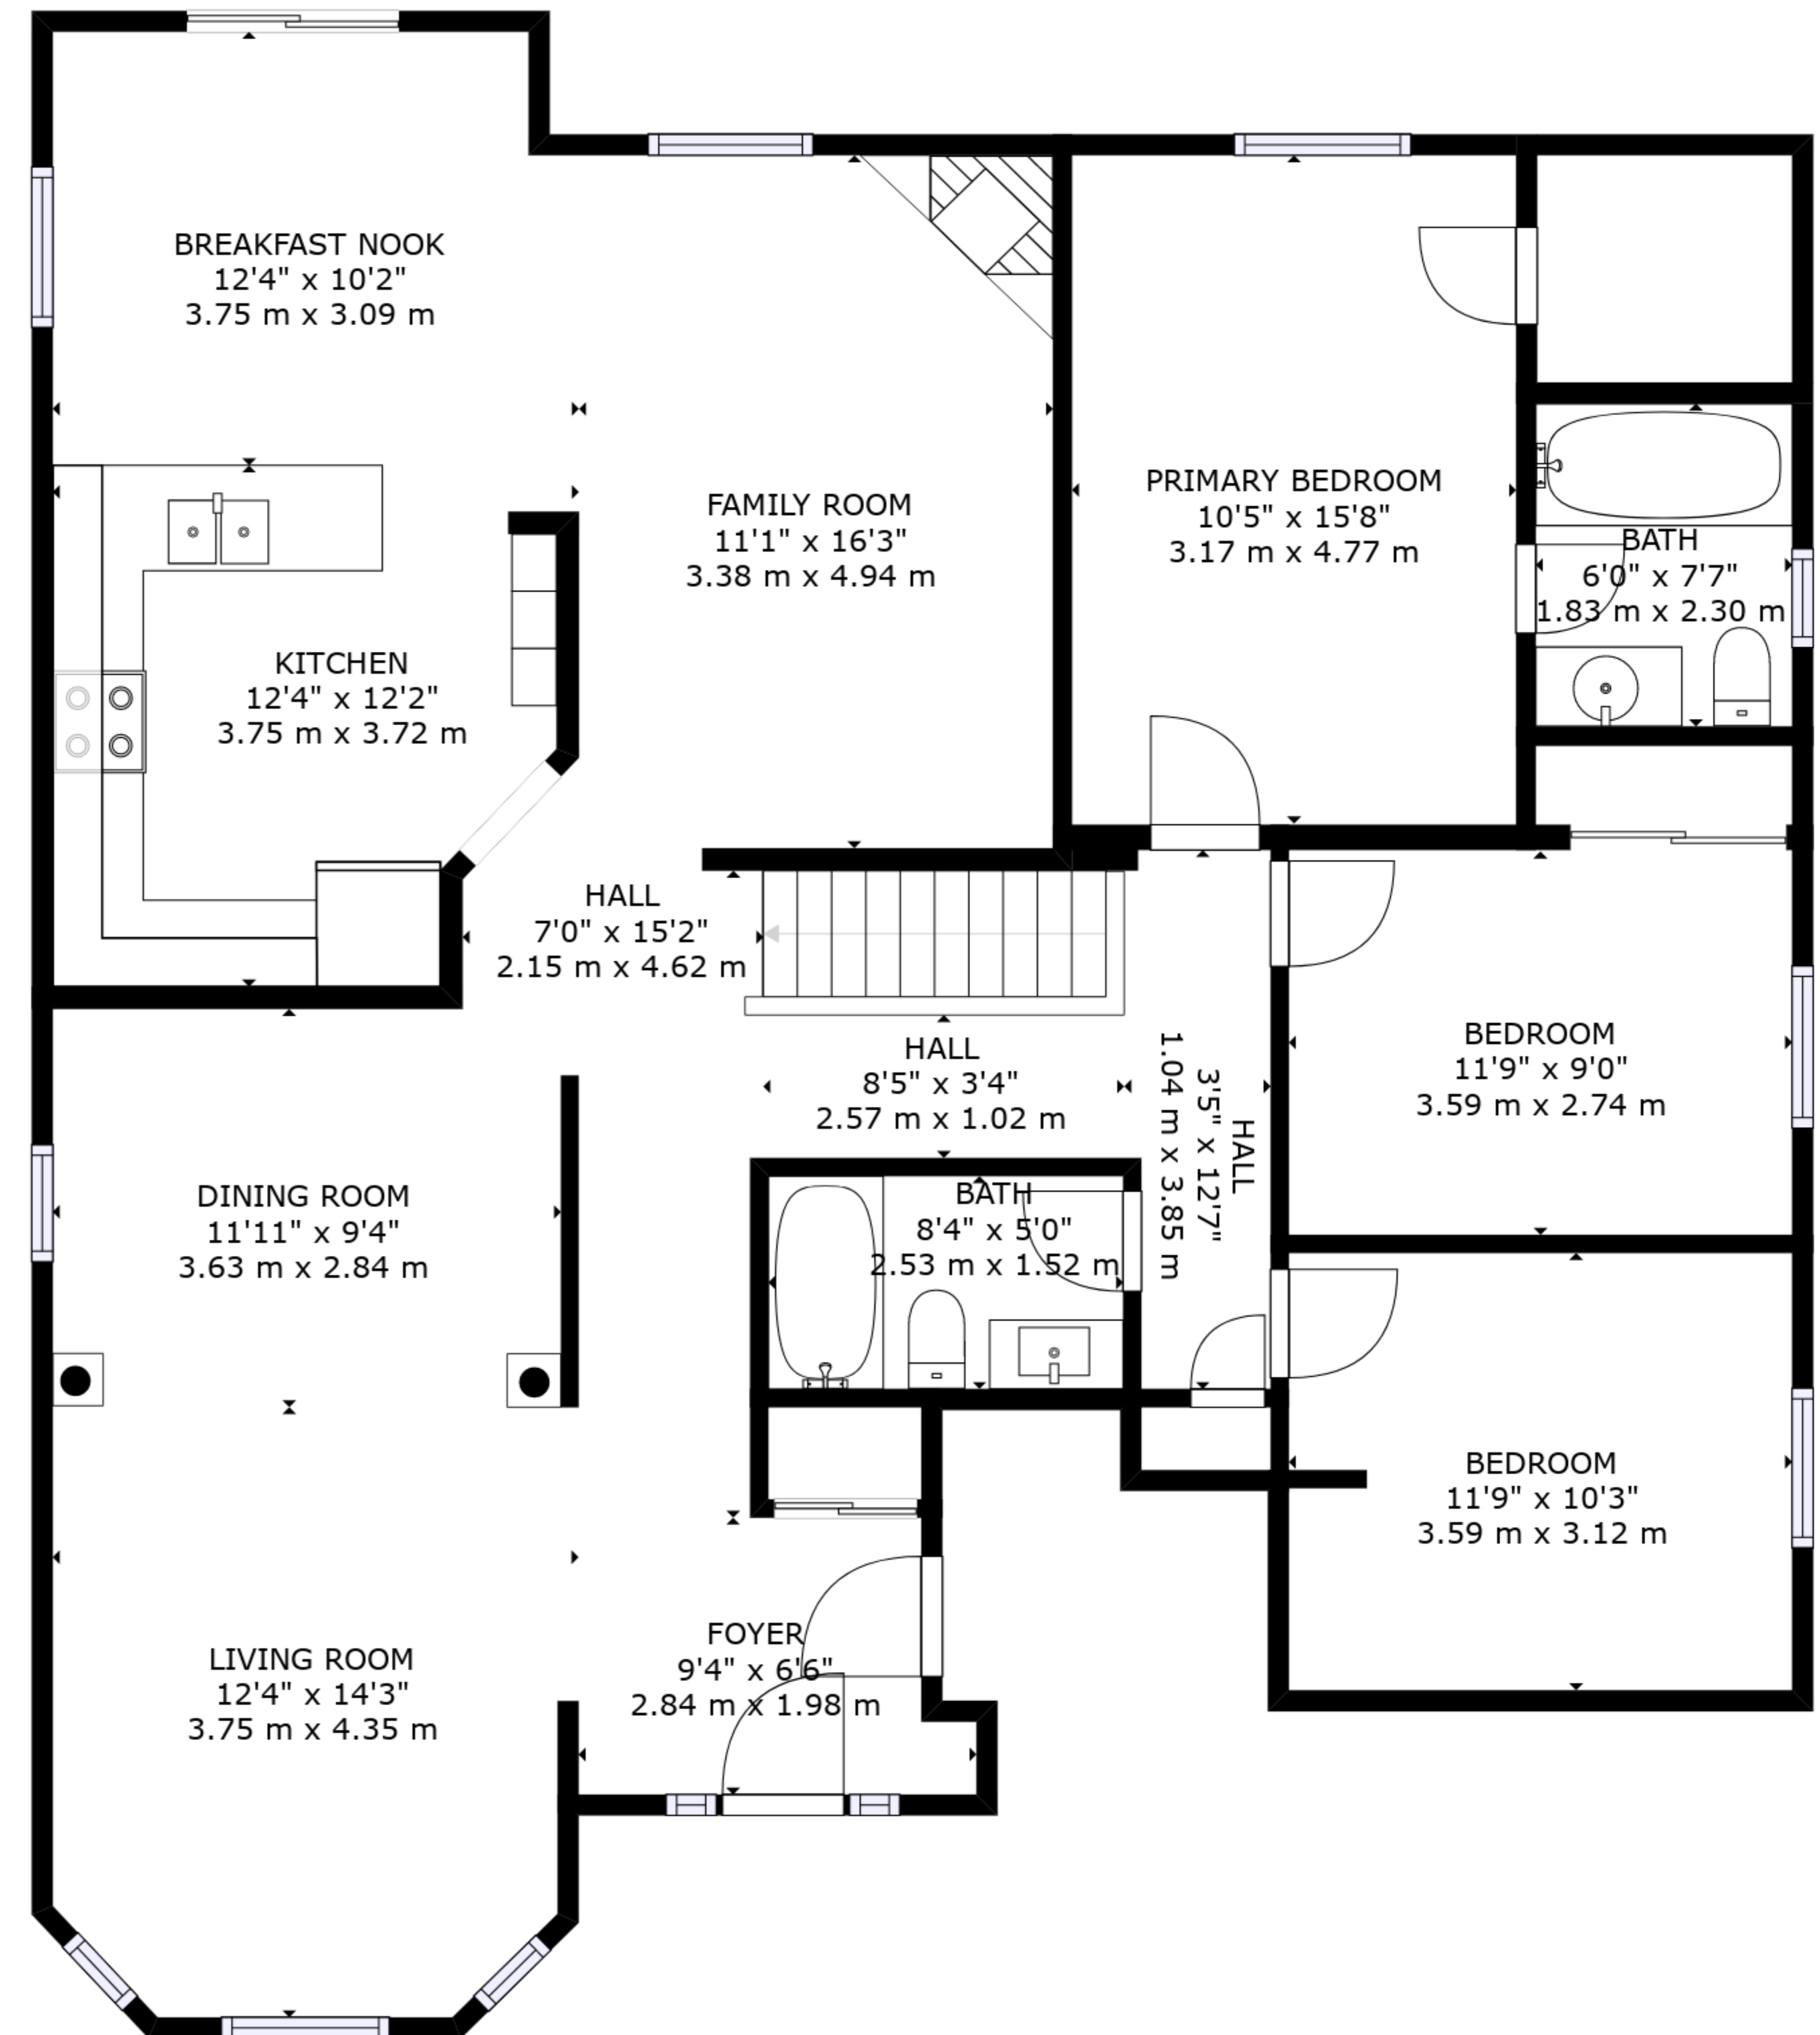 BREAKFAST NOOK
12'4" x 10'2"
3.75 m x 3.09 m
FAMILY ROOM
11'1" x 16'3"
3.38 m x 4.94 m
PRIMARY BEDROOM
10'5" x 15'8"
3.17 m x 4.77 m
BATH
6'0" x 7'7"
1.83 m x 2.30 m
KITCHEN
12'4" x 12'2"
3.75 m x 3.72 m
HALL
7'0" x 15'2"
2.15 m x 4.62 m
HALL
8'5" x 3'4"
2.57 m x 1.02 m
HALL
3'5" x 12'7"
1.04 m x 3.85 m
BEDROOM
11'9" x 9'0"
3.59 m x 2.74 m
DINING ROOM
11'11" x 9'4"
3.63 m x 2.84 m
BATH
8'4" x 5'0"
2.53 m x 1.52 m
BEDROOM
11'9" x 10'3"
3.59 m x 3.12 m
LIVING ROOM
12'4" x 14'3"
3.75 m x 4.35 m
FOYER
9'4" x 6'6"
2.84 m x 1.98 m